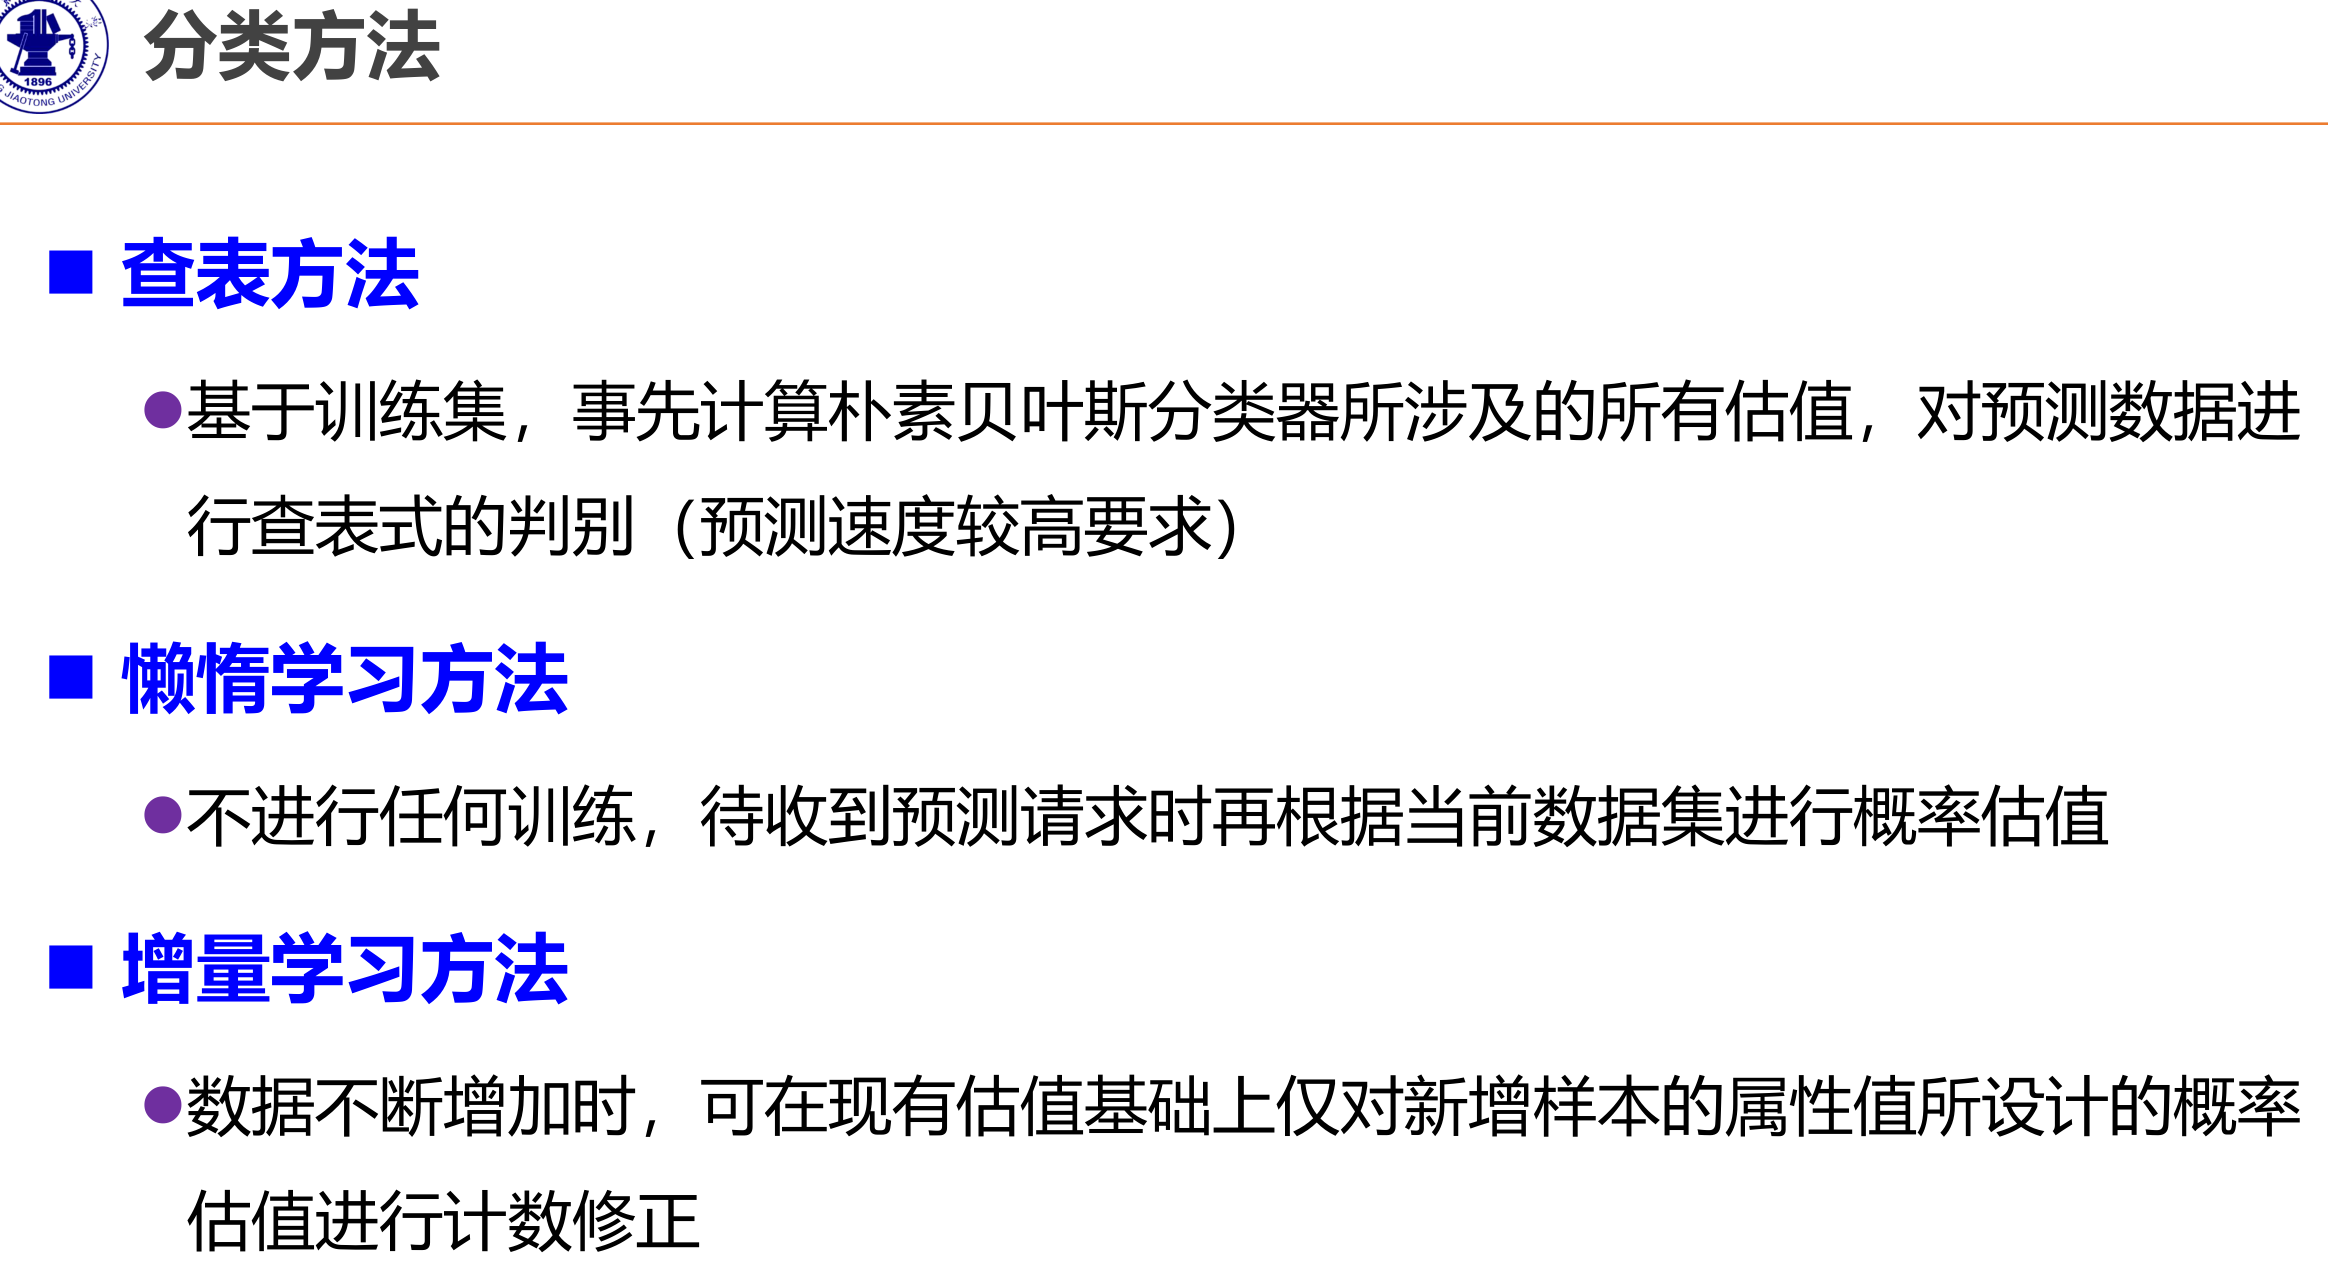 分类方法
1896
JIAOTONG UNIVERSITY
查表方法
基于训练集，事先计算朴素贝叶斯分类器所涉及的所有估值，对预测数据进
行查表式的判别（预测速度较高要求）
懒惰学习方法
不进行任何训练，待收到预测请求时再根据当前数据集进行概率估值
增量学习方法
数据不断增加时，可在现有估值基础上仅对新增样本的属性值所设计的概率
估值进行计数修正